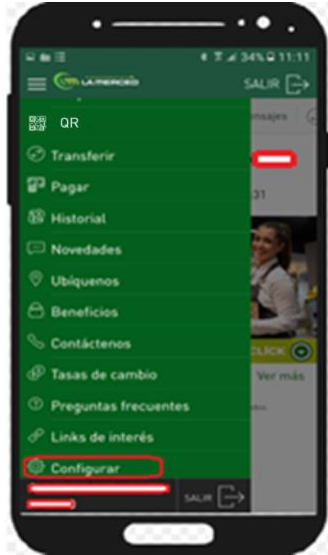 34% 11:11
LA MERCED
SALIR
QR
nsajes
Transferir
Pagar
31
Historial
Novedades
Ubíquenos
Beneficios
Contáctenos
CLICK
Tasas de cambio
Ver más
Preguntas frecuentes
Links de interés
Configurar
SALIR